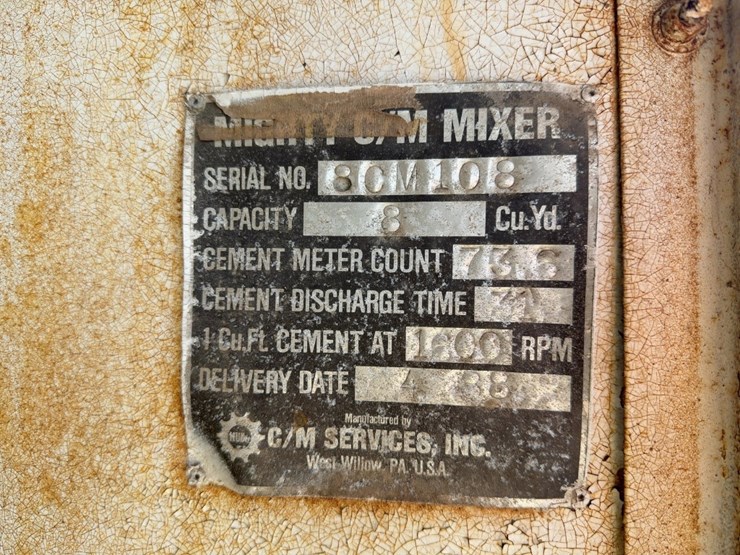 MIGHTY C/M MIXER
SERIAL NO. 8CM108
CAPACITY 8 Cu.Yd.
CEMENT METER COUNT 73.6
CEMENT DISCHARGE TIME
1 Cu.Ft. CEMENT AT 1600 RPM
DELIVERY DATE 4 88
Manufactured by
C/M SERVICES, INC.
West Willow, PA. U.S.A.